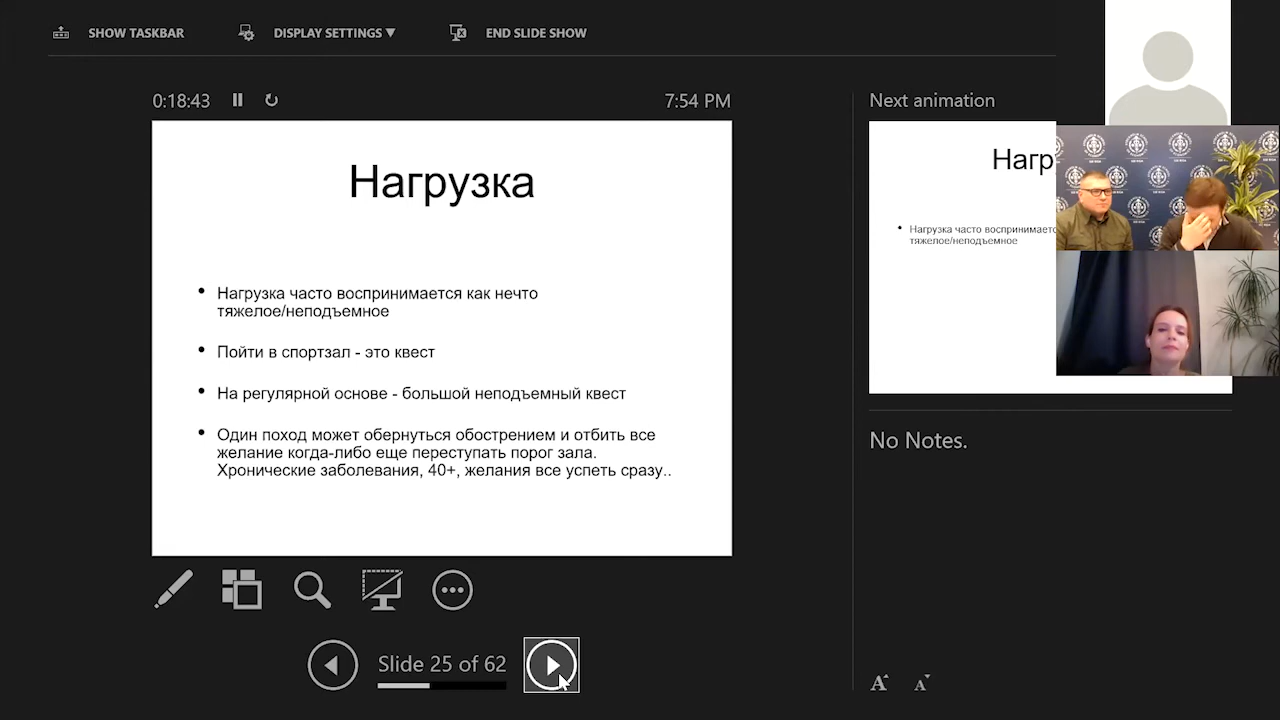 SHOW TASKBAR
DISPLAY SETTINGS ▼
END SLIDE SHOW
0:18:43
7:54 PM
Нагрузка
• Нагрузка часто воспринимается как нечто
тяжелое/неподъемное
• Пойти в спортзал - это квест
• На регулярной основе - большой неподъемный квест
• Один поход может обернуться обострением и отбить все
желание когда-либо еще переступать порог зала.
Хронические заболевания, 40+, желания все успеть сразу..
Slide 25 of 62
Next animation
Нагр
• Нагрузка часто воспринимаетс
тяжелое/неподъемное
No Notes.
A A